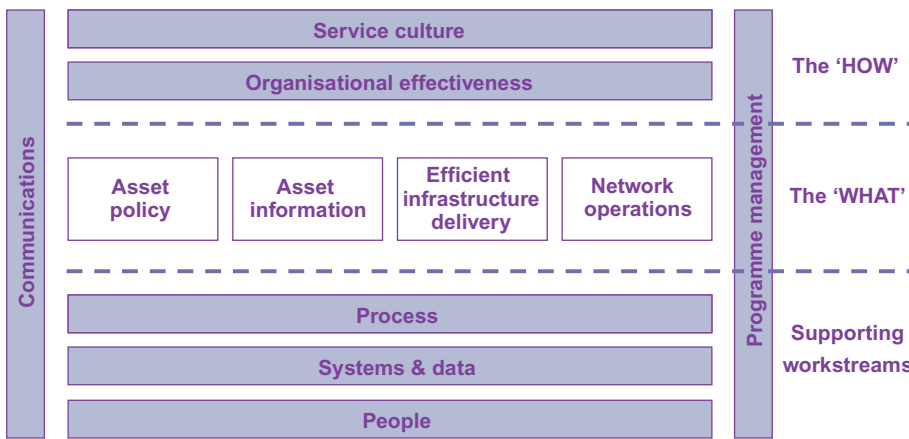 Communications
Service culture
Organisational effectiveness
Programme management
The ‘HOW’
Asset
policy
Asset
information
Efficient
infrastructure
delivery
Network
operations
The ‘WHAT’
Process
Systems & data
People
Supporting
workstreams